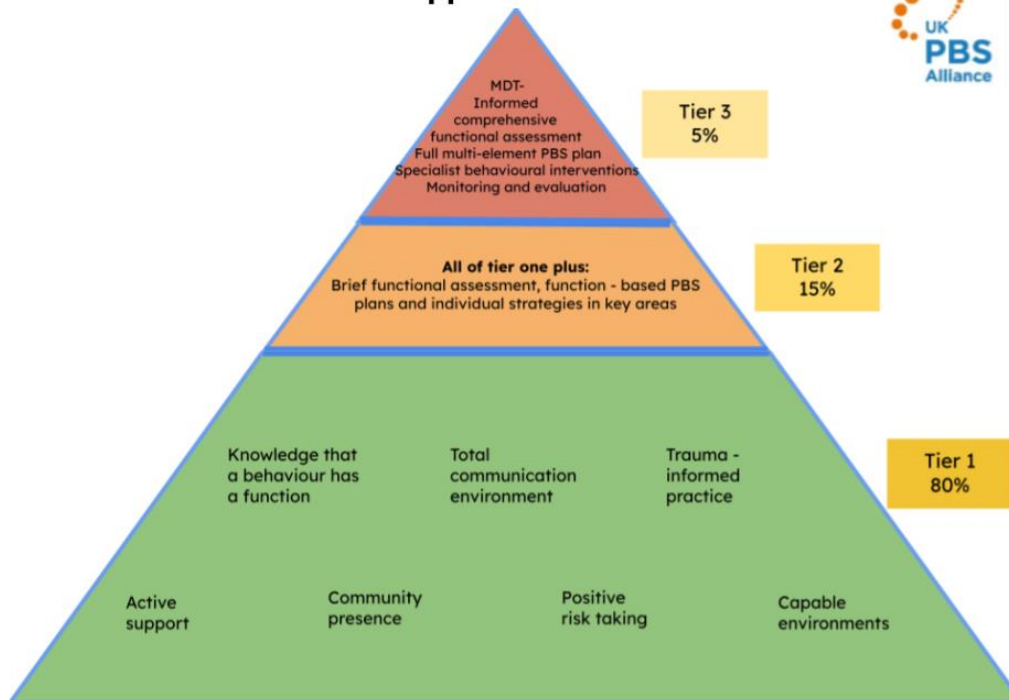 UK
PBS
Alliance
MDT-
Informed
comprehensive
functional assessment
Full multi-element PBS plan
Specialist behavioural interventions
Monitoring and evaluation
Tier 3
5%
All of tier one plus:
Brief functional assessment, function - based PBS
plans and individual strategies in key areas
Tier 2
15%
Knowledge that
a behaviour has
a function
Total
communication
environment
Trauma -
informed
practice
Tier 1
80%
Active
support
Community
presence
Positive
risk taking
Capable
environments